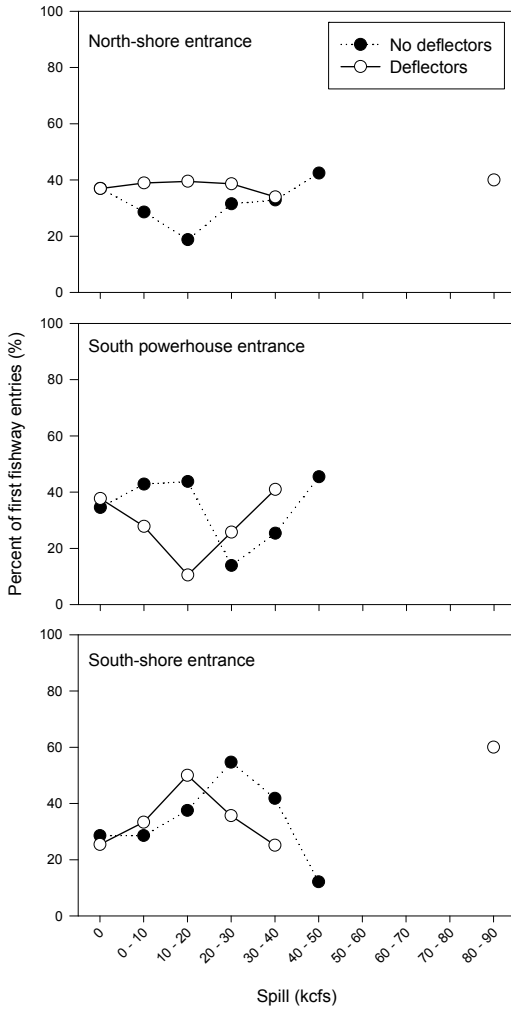 North-shore entrance
No deflectors
Deflectors
100
80
60
40
20
0
South powerhouse entrance
100
80
60
40
20
0
South-shore entrance
100
80
60
40
20
0
Percent of first fishway entries (%)
0
0 - 10
10 - 20
20 - 30
30 - 40
40 - 50
50 - 60
60 - 70
70 - 80
80 - 90
Spill (kcfs)